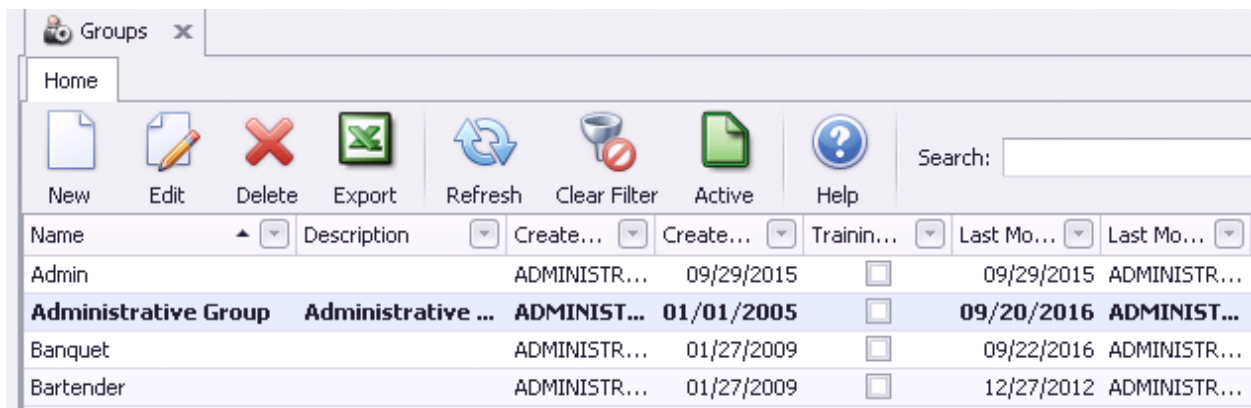 Groups
Home
New Edit Delete Export Refresh Clear Filter Active Help Search:
Name Description Create... Create... Trainin... Last Mo... Last Mo...
Admin ADMINISTR... 09/29/2015 09/29/2015 ADMINISTR...
Administrative Group Administrative ... ADMINIST... 01/01/2005 09/20/2016 ADMINIST...
Banquet ADMINISTR... 01/27/2009 09/22/2016 ADMINISTR...
Bartender ADMINISTR... 01/27/2009 12/27/2012 ADMINISTR...